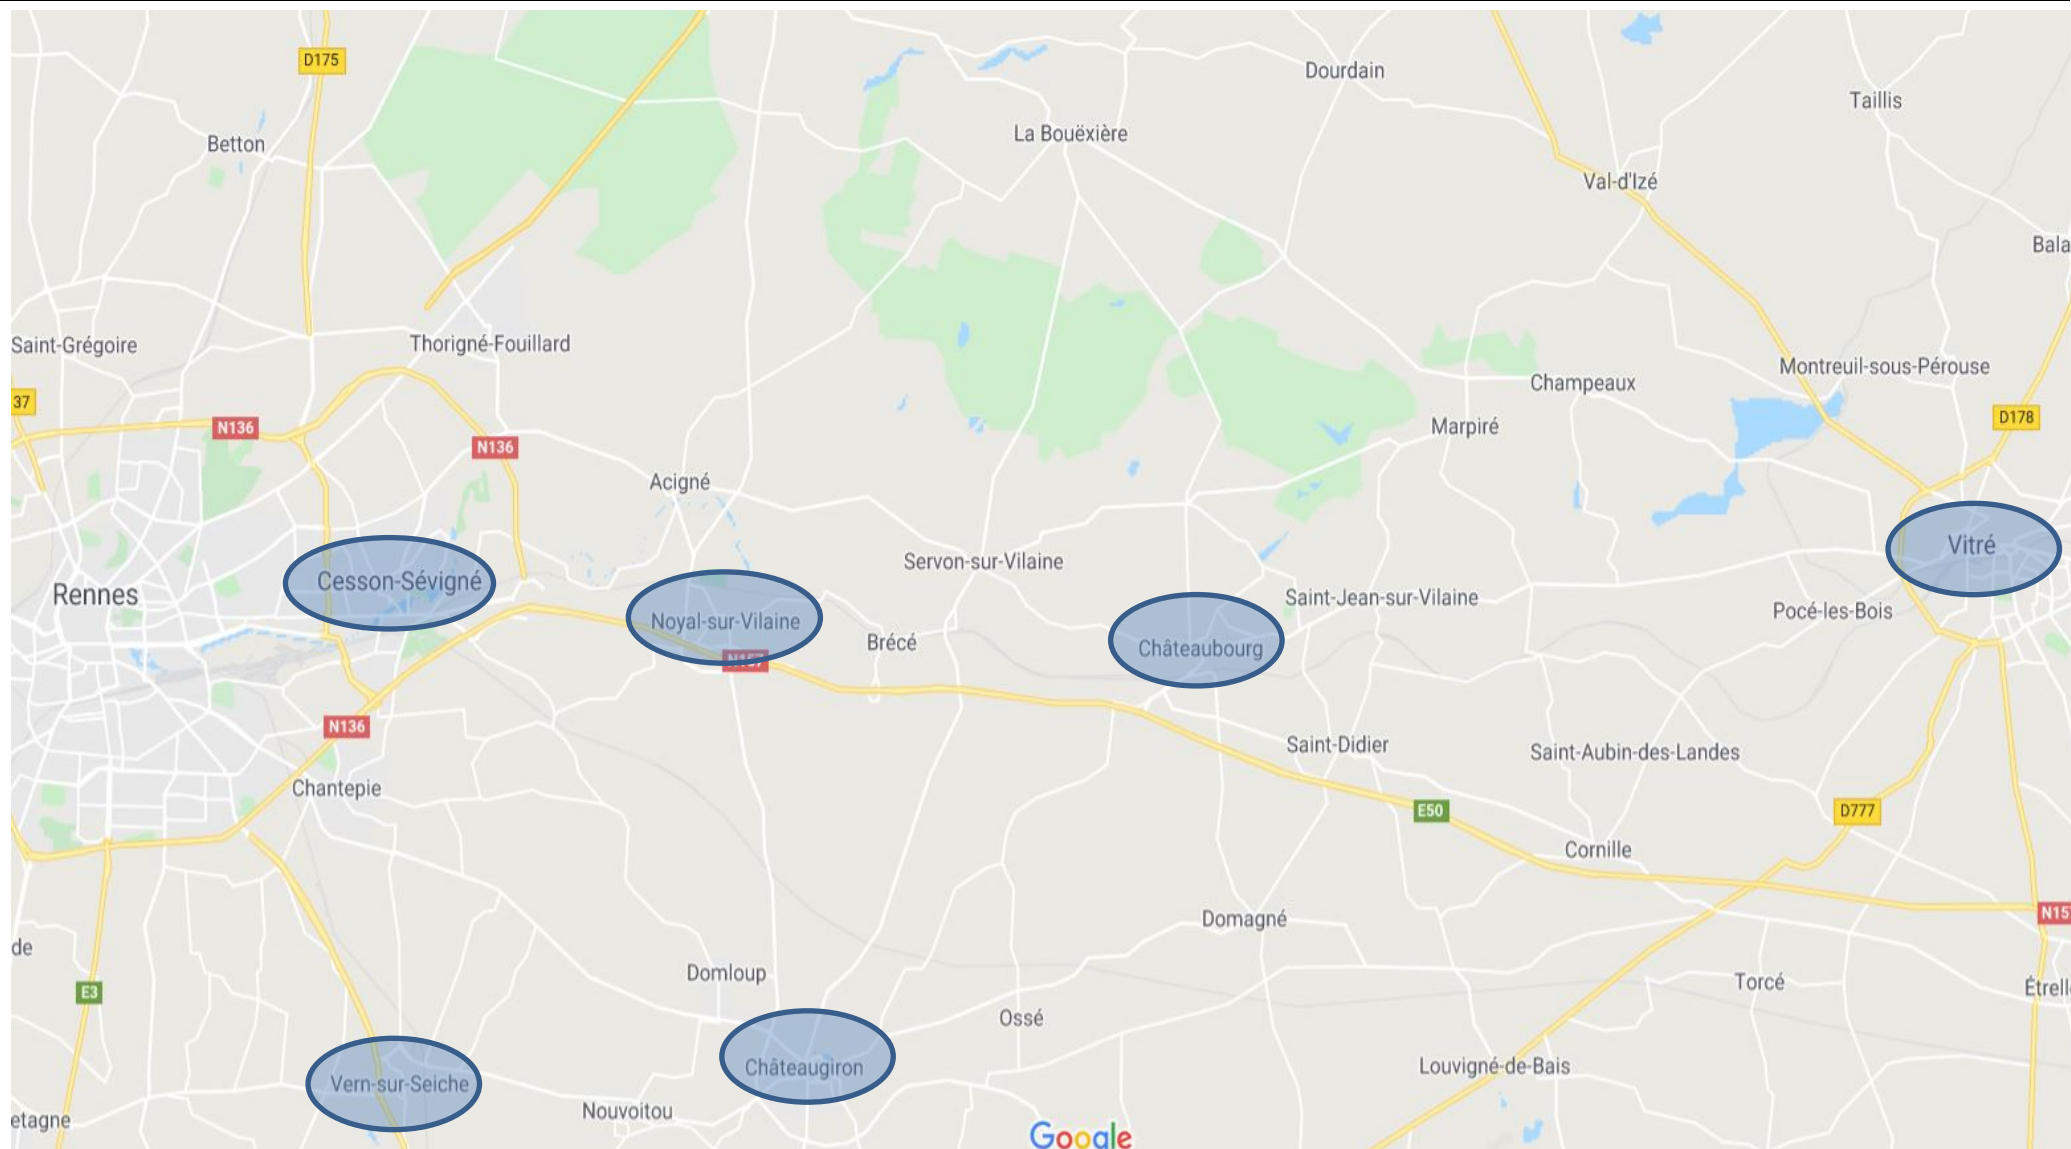 D175
Dourdain
Taillis
La Bouëxière
Betton
Val-d'Izé
Bala
Saint-Grégoire
Thorigné-Fouillard
Montreuil-sous-Pérouse
Champeaux
37
D178
N136
Marpiré
N136
Acigné
Vitré
Servon-sur-Vilaine
Cesson-Sévigné
Rennes
Saint-Jean-sur-Vilaine
Pocé-les-Bois
Noyal-sur-Vilaine
Brécé
Châteaubourg
N157
N136
Saint-Didier
Saint-Aubin-des-Landes
Chantepie
E50
D777
Cornille
N15
Domagné
de
Domloup
Torcé
Étrell
E3
Ossé
Châteaugiron
Louvigné-de-Bais
Vern-sur-Seiche
Nouvoitou
etagne
Google